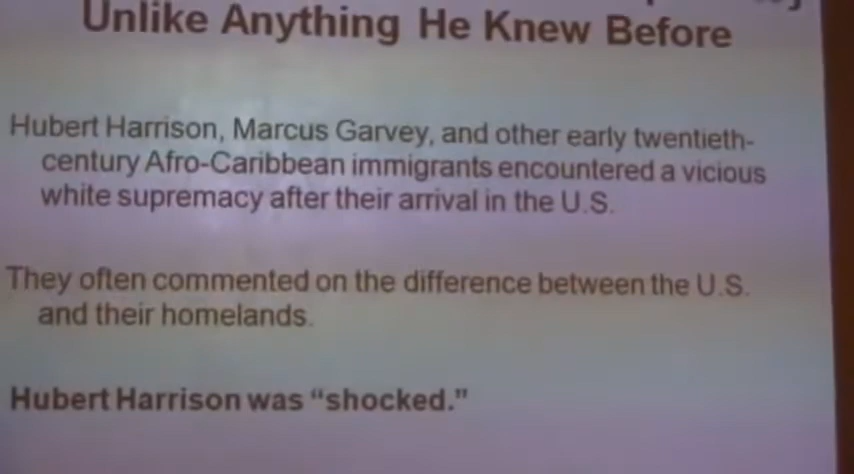 Unlike Anything He Knew Before
Hubert Harrison, Marcus Garvey, and other early twentieth-
century Afro-Caribbean immigrants encountered a vicious
white supremacy after their arrival in the U.S.
They often commented on the difference between the U.S.
and their homelands.
Hubert Harrison was “shocked.”